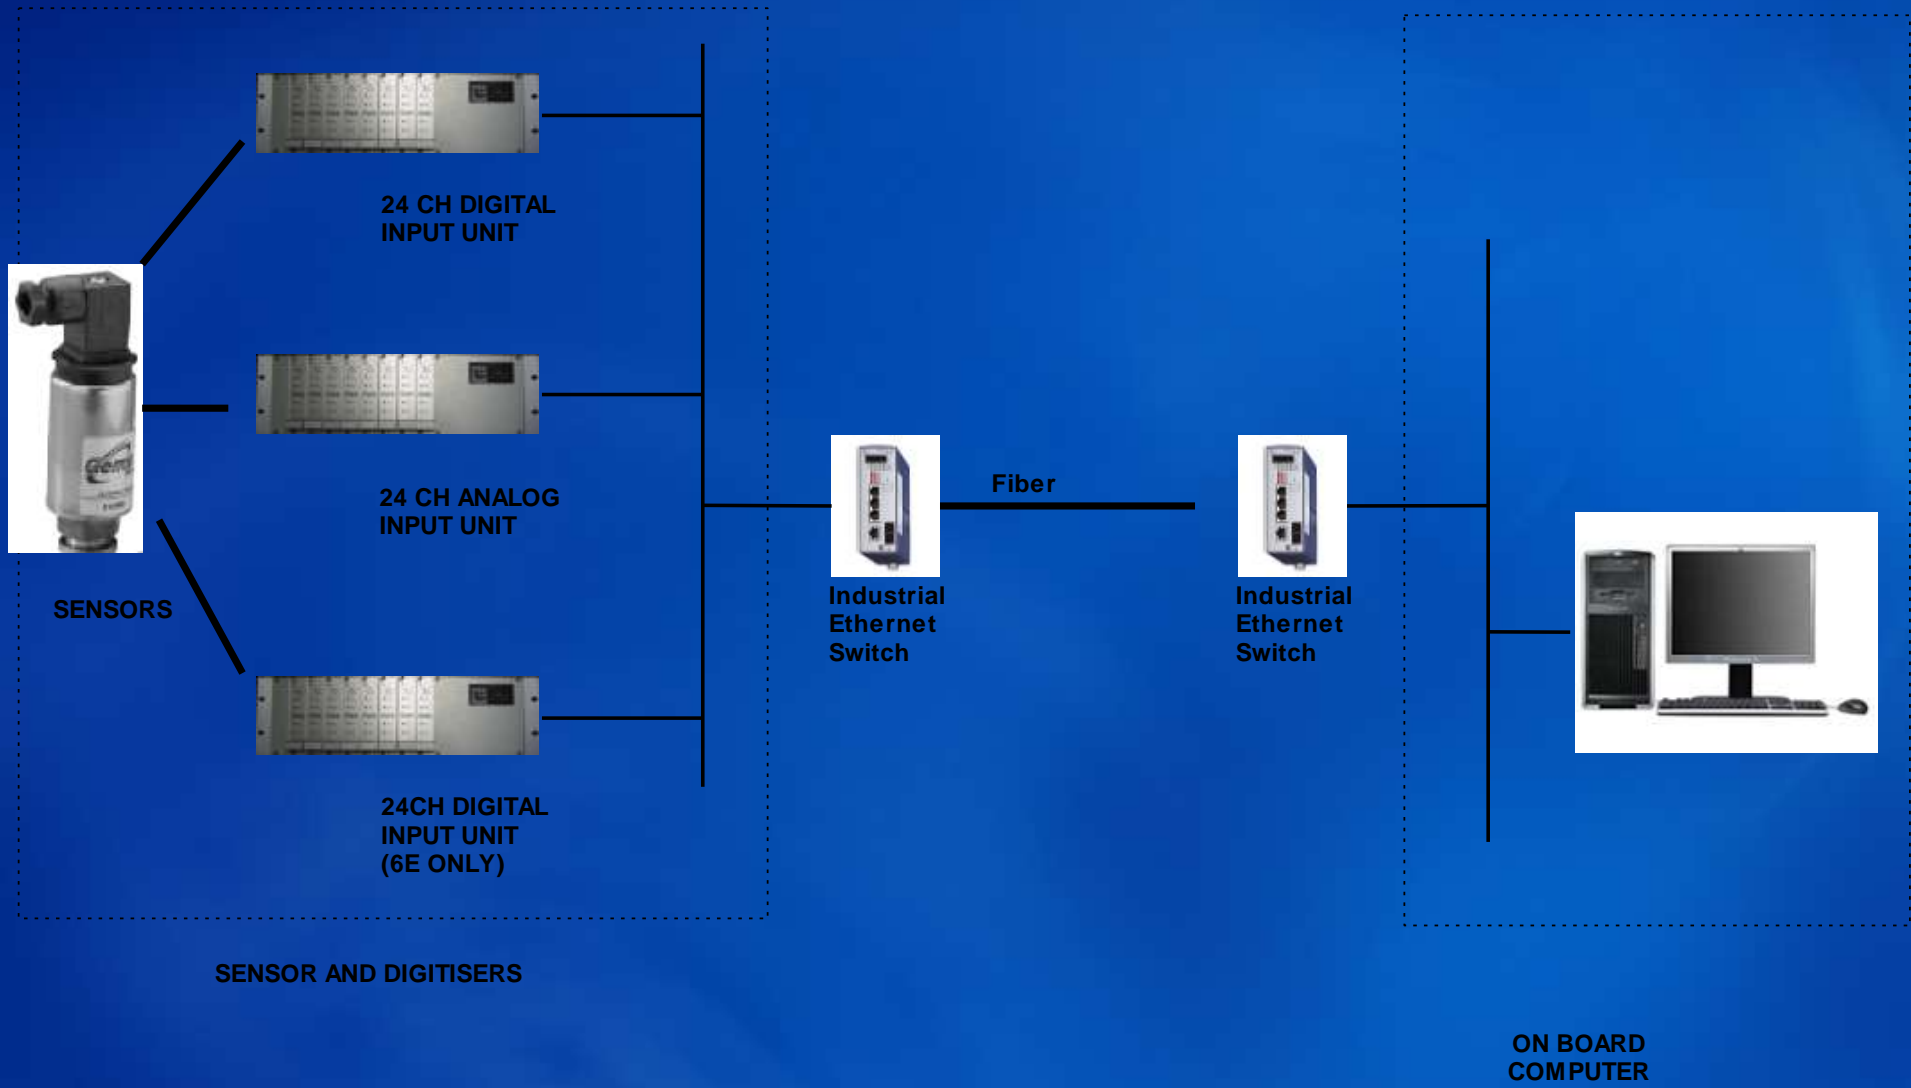 24 CH DIGITAL
INPUT UNIT
24 CH ANALOG
INPUT UNIT
SENSORS
24CH DIGITAL
INPUT UNIT
(6E ONLY)
SENSOR AND DIGITISERS
Industrial
Ethernet
Switch
Fiber
Industrial
Ethernet
Switch
ON BOARD
COMPUTER